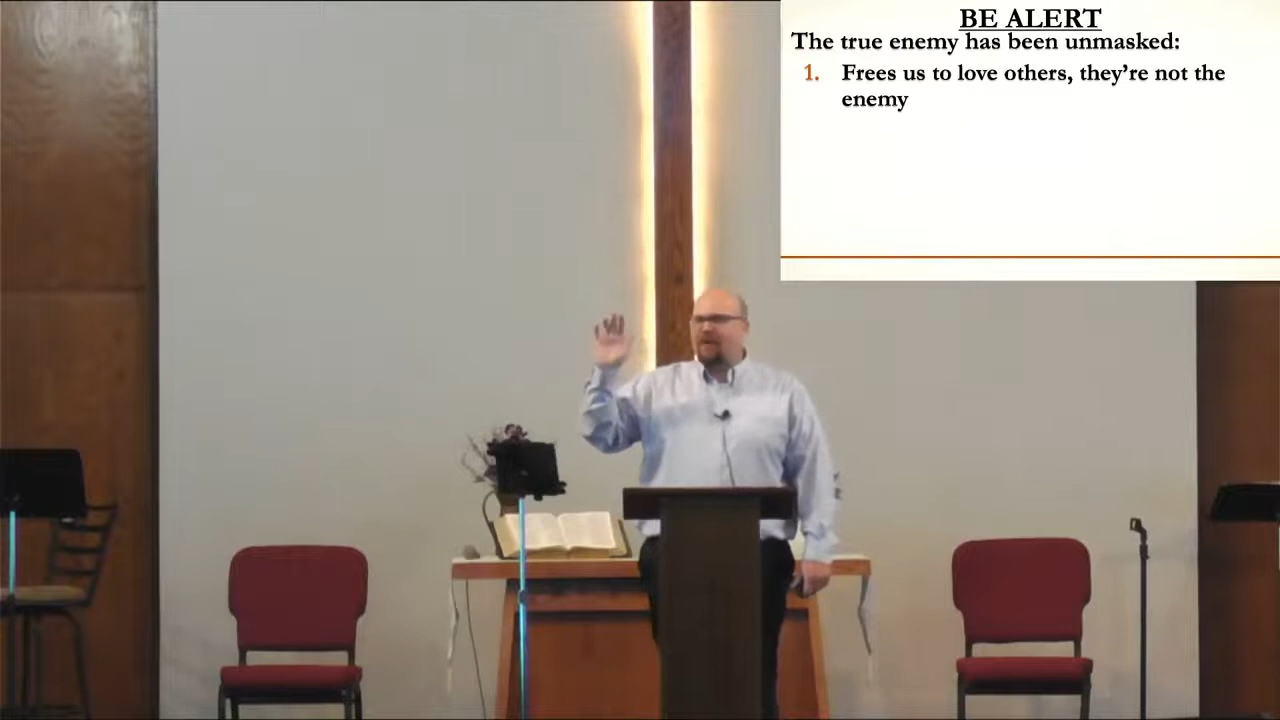 BE ALERT
The true enemy has been unmasked:
1. Frees us to love others, they're not the
enemy